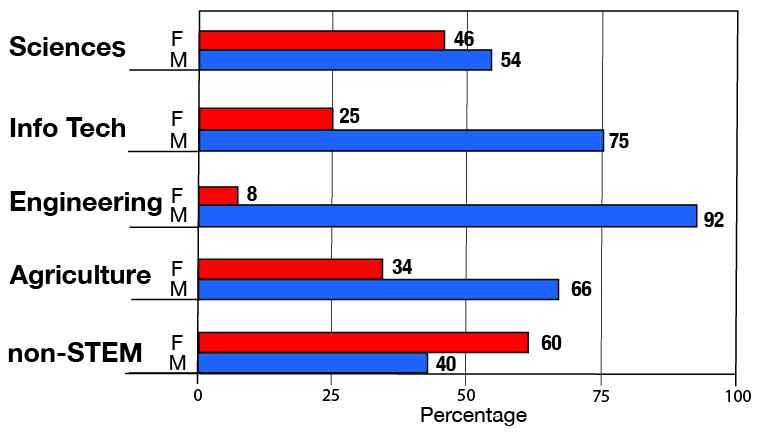 Sciences F 46
M 54
Info Tech F 25
M 75
Engineering F 8
M 92
Agriculture F 34
M 66
non-STEM F 60
M 40
0 25 50 75 100
Percentage